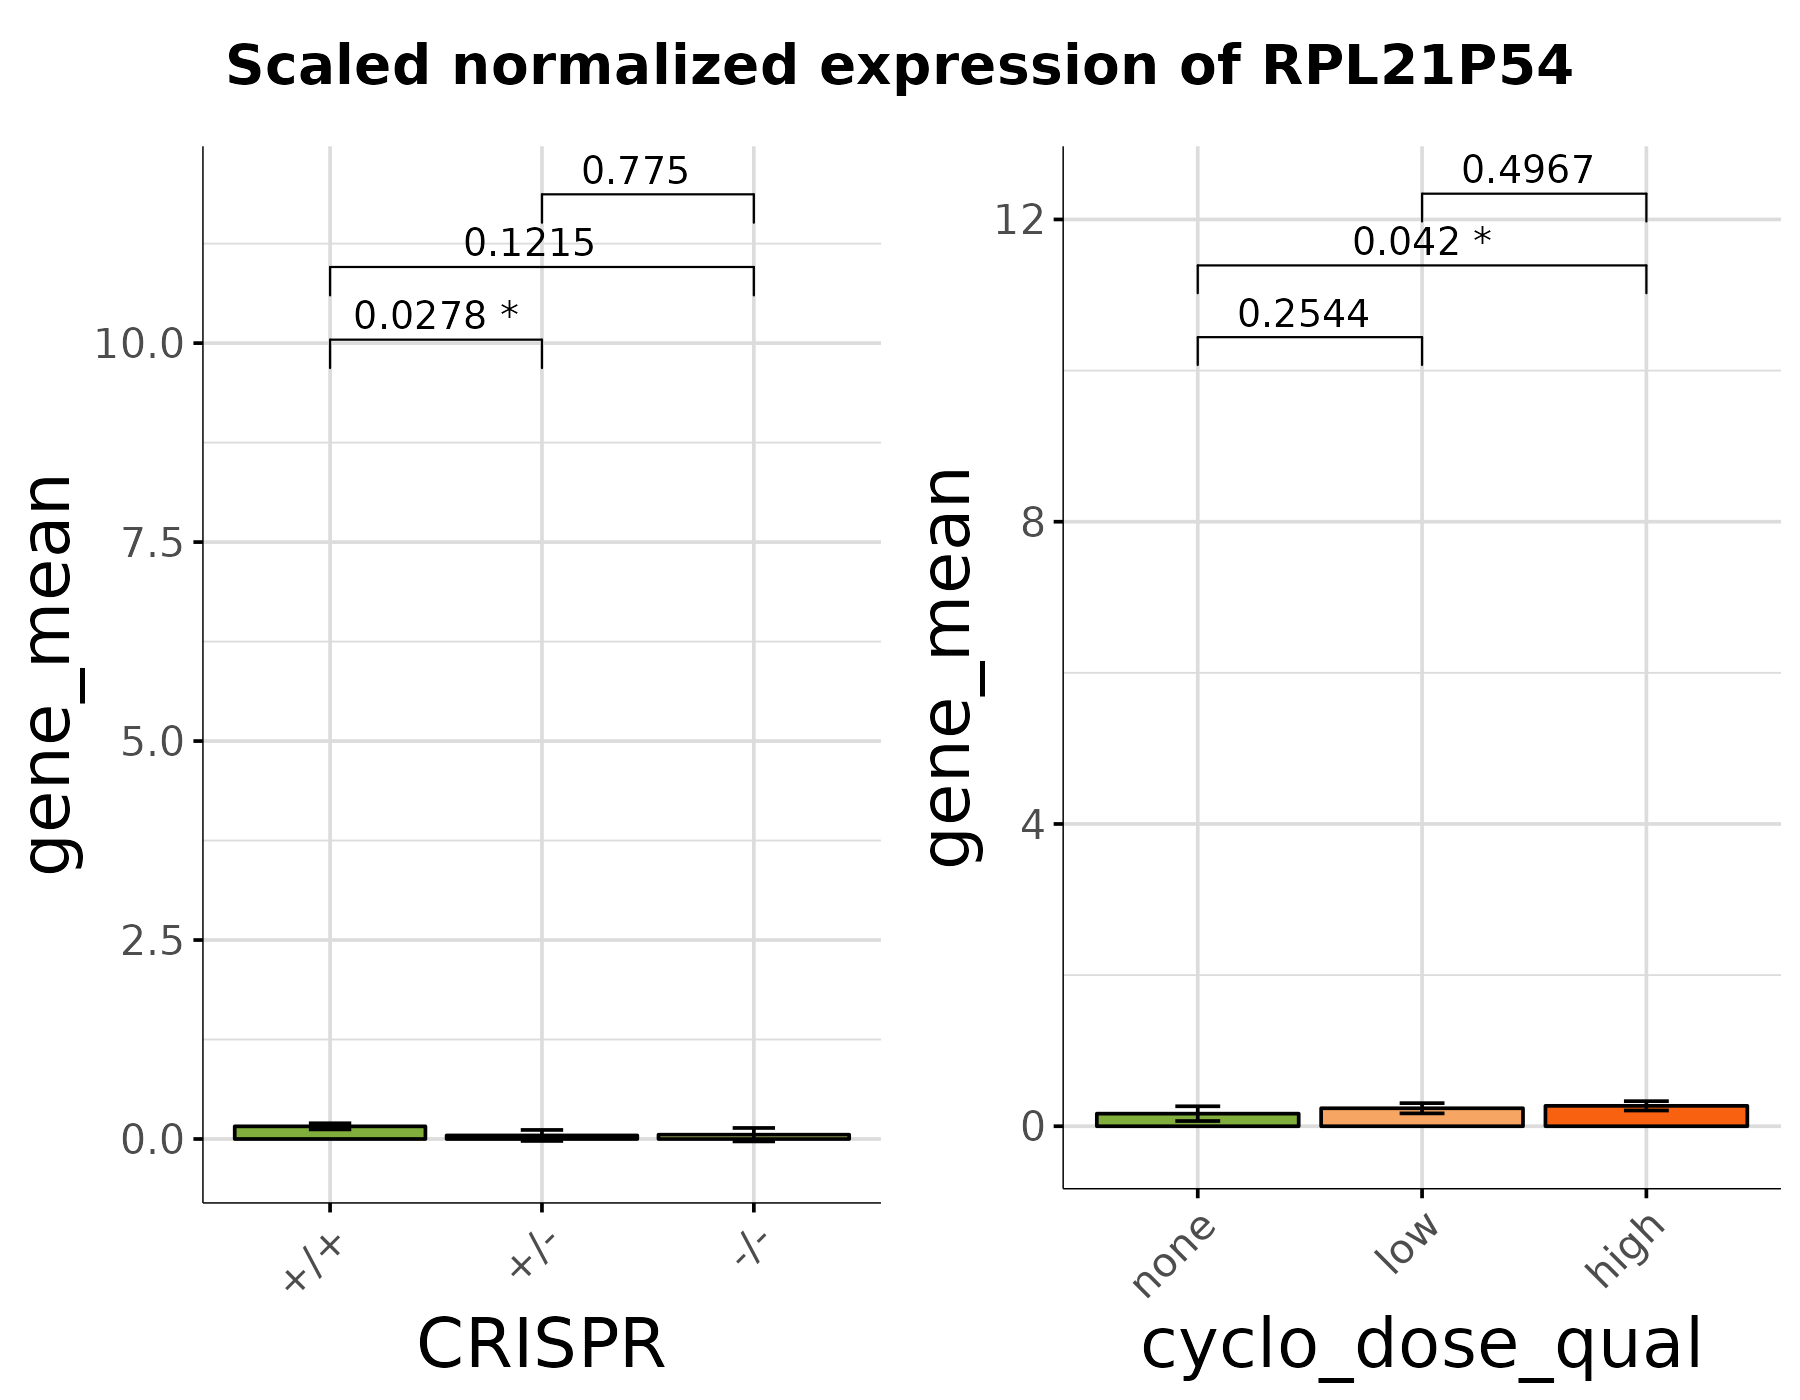 Scaled normalized expression of RPL21P54
gene_mean
10.0
7.5
5.0
2.5
0.0
0.775
0.1215
0.0278 *
+/+
+/-
-/-
CRISPR
gene_mean
12
8
4
0
0.4967
0.042 *
0.2544
none
low
high
cyclo_dose_qual